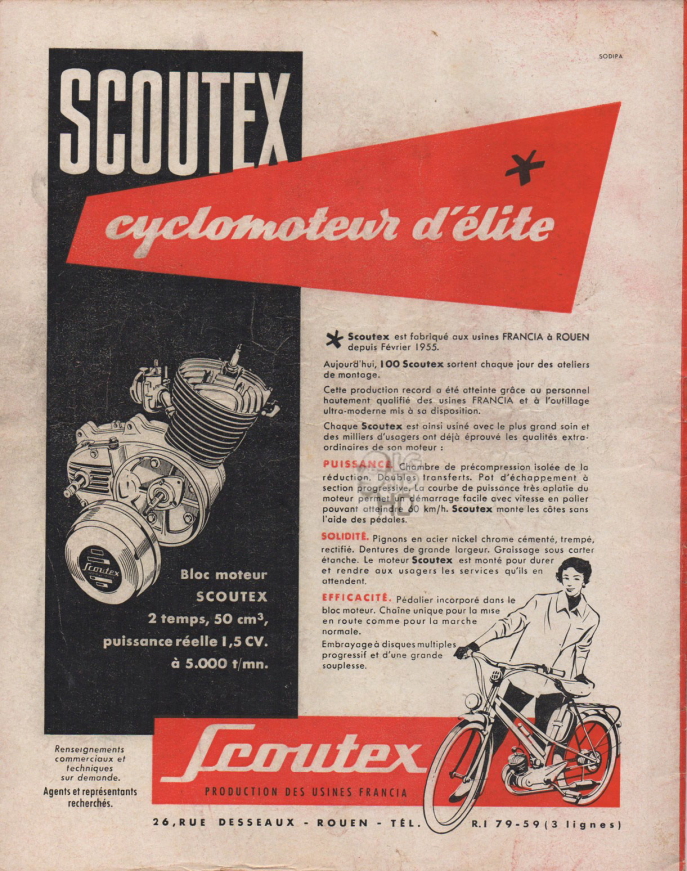 SODIPA
SCOUTEX
*
cyclomoteur d'élite
* Scoutex est fabriqué aux usines FRANCIA à ROUEN
depuis Février 1955.
Aujourd'hui, 100 Scoutex sortent chaque jour des ateliers
de montage.
Cette production record a été atteinte grâce au personnel
hautement qualifié des usines FRANCIA et à l'outillage
ultra-moderne mis à sa disposition.
Chaque Scoutex est ainsi usiné avec le plus grand soin et
des milliers d'usagers ont déjà éprouvé les qualités extra-
ordinaires de son moteur :
PUISSANCE. Chambre de précompression isolée de la
réduction. Doubles transferts. Pot d'échappement à
section progressive. La courbe de puissance très aplatie du
moteur permet un démarrage facile avec vitesse en palier
pouvant atteindre 60 km/h. Scoutex monte les côtes sans
l'aide des pédales.
SOLIDITÉ. Pignons en acier nickel chrome cémenté, trempé,
rectifié. Dentures de grande largeur. Graissage sous carter
étanche. Le moteur Scoutex est monté pour durer
et rendre aux usagers les services qu'ils en
attendent.
EFFICACITÉ. Pédalier incorporé dans le
bloc moteur. Chaîne unique pour la mise
en route comme pour la marche
normale.
Embrayage à disques multiples
progressif et d'une grande
souplesse.
Scoutex
Bloc moteur
SCOUTEX
2 temps, 50 cm³,
puissance réelle 1,5 CV.
à 5.000 t/mn.
Renseignements
commerciaux et
techniques
sur demande.
Agents et représentants
recherchés.
Scoutex
PRODUCTION DES USINES FRANCIA
26, RUE DESSEAUX - ROUEN - TÉL. R.I 79-59 (3 lignes)